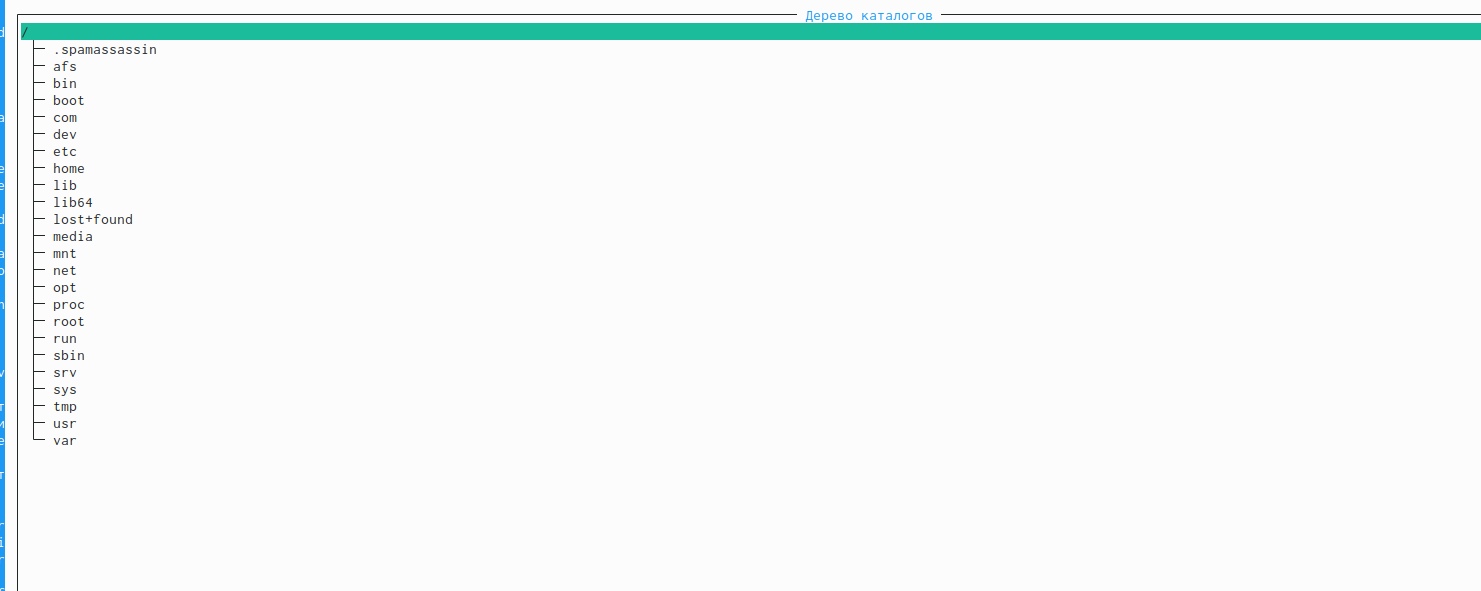 Дерево каталогов
/
.spamassassin
afs
bin
boot
com
dev
etc
home
lib
lib64
lost+found
media
mnt
net
opt
proc
root
run
sbin
srv
sys
tmp
usr
var